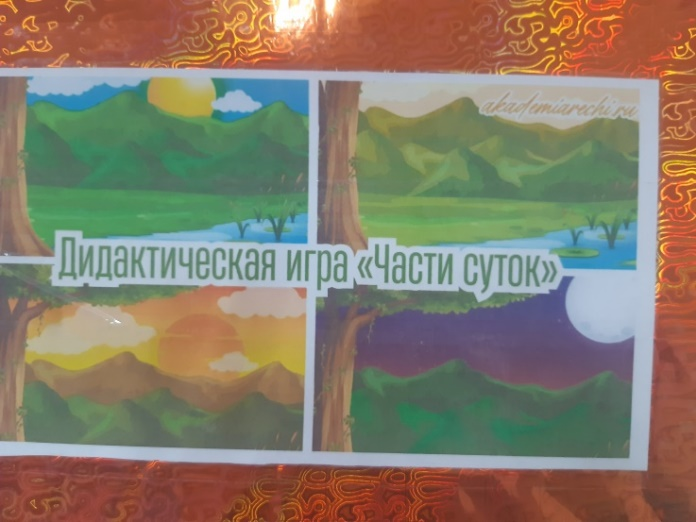 akademiarechi.ru
Дидактическая игра «Части суток»